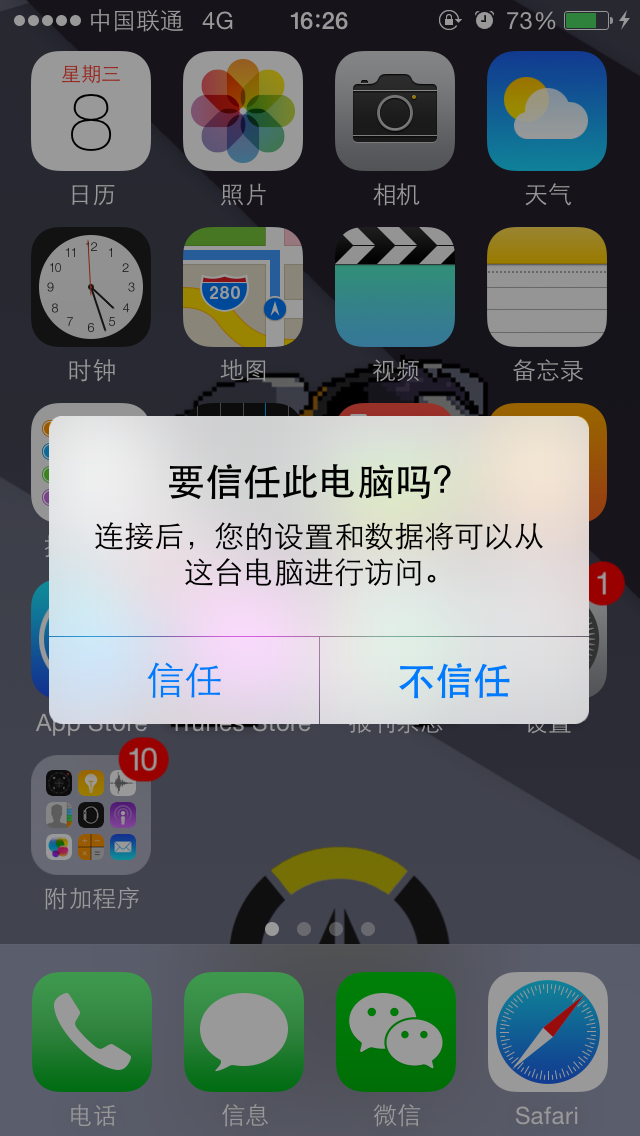 中国联通 4G 16:26 73%
星期三
8
日历 照片 相机 天气
12
11 1
10 2
9 3
8 4
7 5
6
280
时钟 地图 视频 备忘录
要信任此电脑吗？
连接后，您的设置和数据将可以从
这台电脑进行访问。
1
信任 不信任
App Store iTunes Store 报刊杂志 设置
10
附加程序
电话 信息 微信 Safari